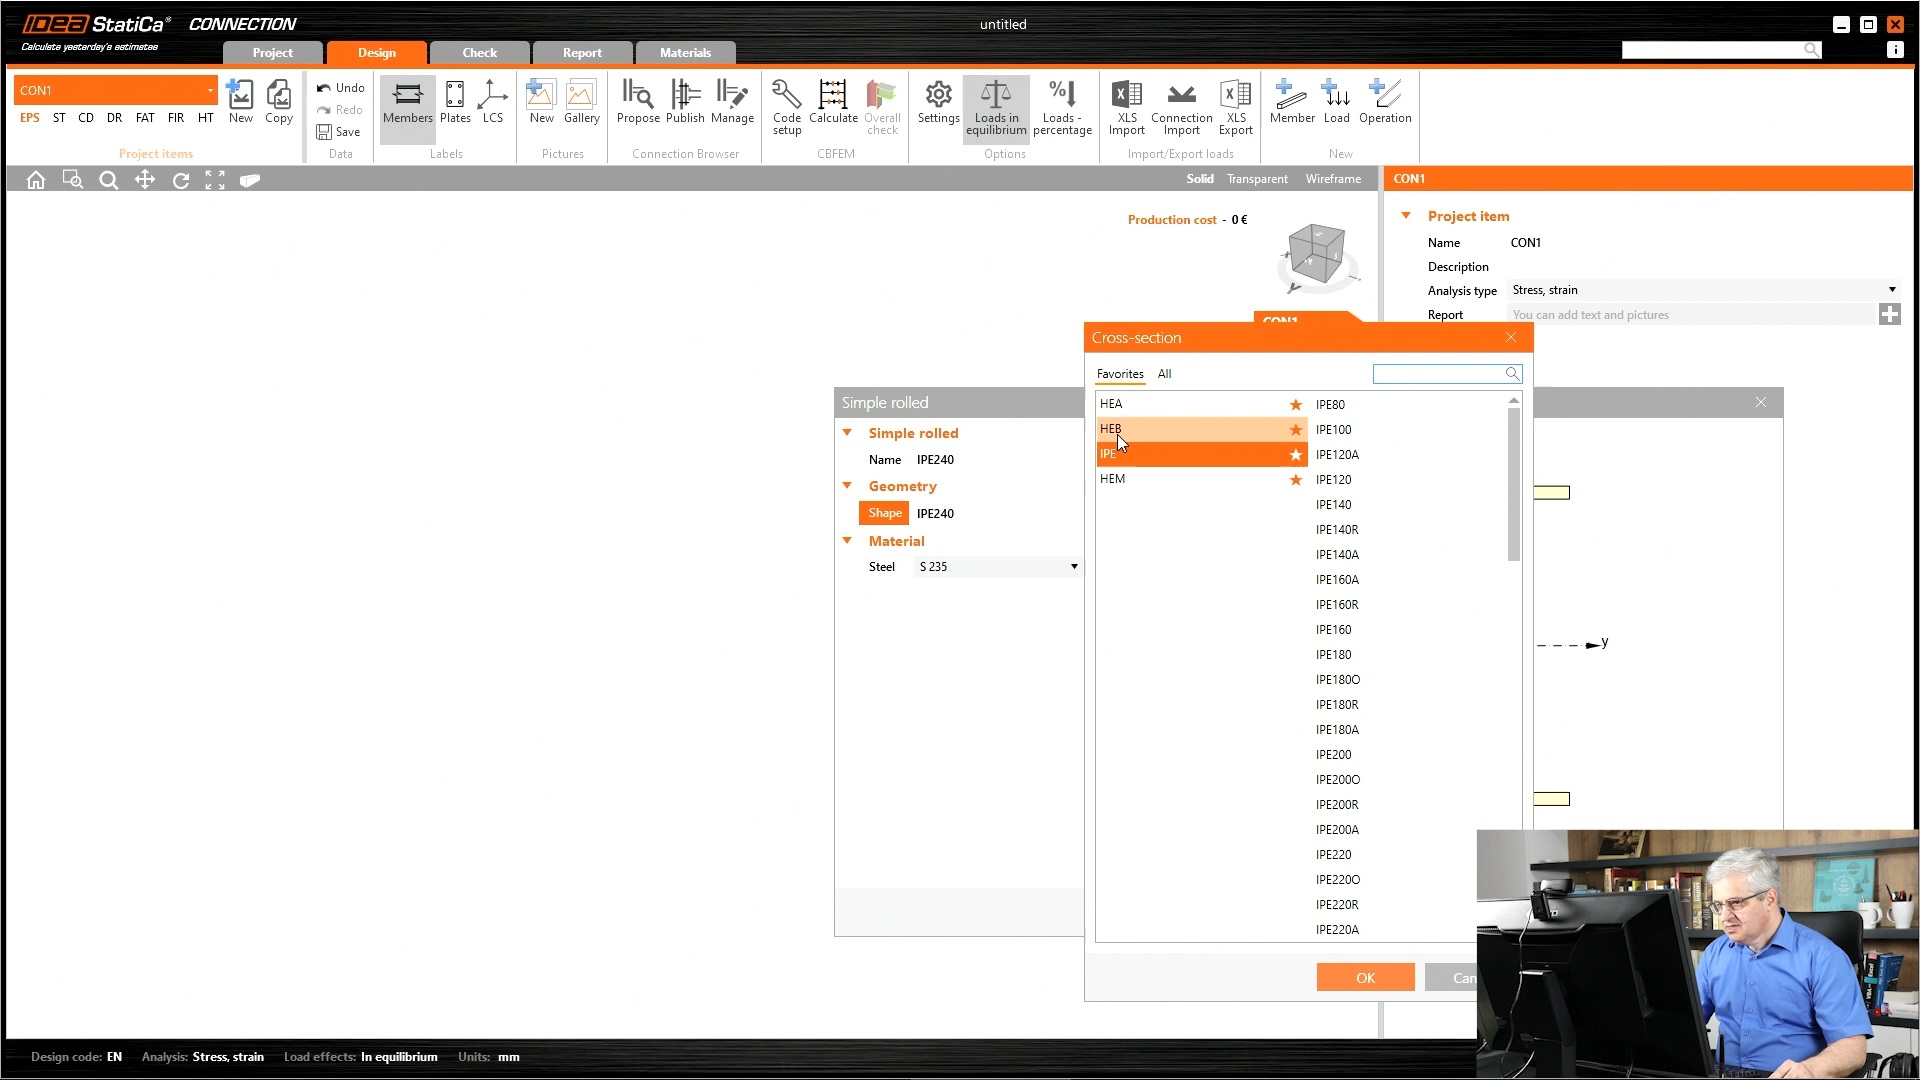 IDEA StatiCa® CONNECTION
Calculate yesterday's estimates
untitled
Project
Design
Check
Report
Materials
CON1
EPS ST CD DR FAT FIR HT
New
Copy
Project items
Undo
Redo
Save
Data
Members
Plates
LCS
Labels
New
Gallery
Pictures
Propose
Publish
Manage
Connection Browser
Code setup
Calculate
Overall check
CBFEM
Settings
Loads in equilibrium
Loads - percentage
Options
XLS Import
Connection Import
XLS Export
Import/Export loads
Member
Load
Operation
New
Solid Transparent Wireframe
CON1
Production cost - 0 €
Project item
Name CON1
Description
Analysis type Stress, strain
Report You can add text and pictures
CON1
Cross-section
Favorites All
HEA
HEB
IPE
HEM
IPE80
IPE100
IPE120A
IPE120
IPE140
IPE140R
IPE140A
IPE160A
IPE160R
IPE160
IPE180
IPE180O
IPE180R
IPE180A
IPE200
IPE200O
IPE200R
IPE200A
IPE220
IPE220O
IPE220R
IPE220A
OK
Can
Simple rolled
Simple rolled
Name IPE240
Geometry
Shape IPE240
Material
Steel S 235
y
Design code: EN Analysis: Stress, strain Load effects: In equilibrium Units: mm